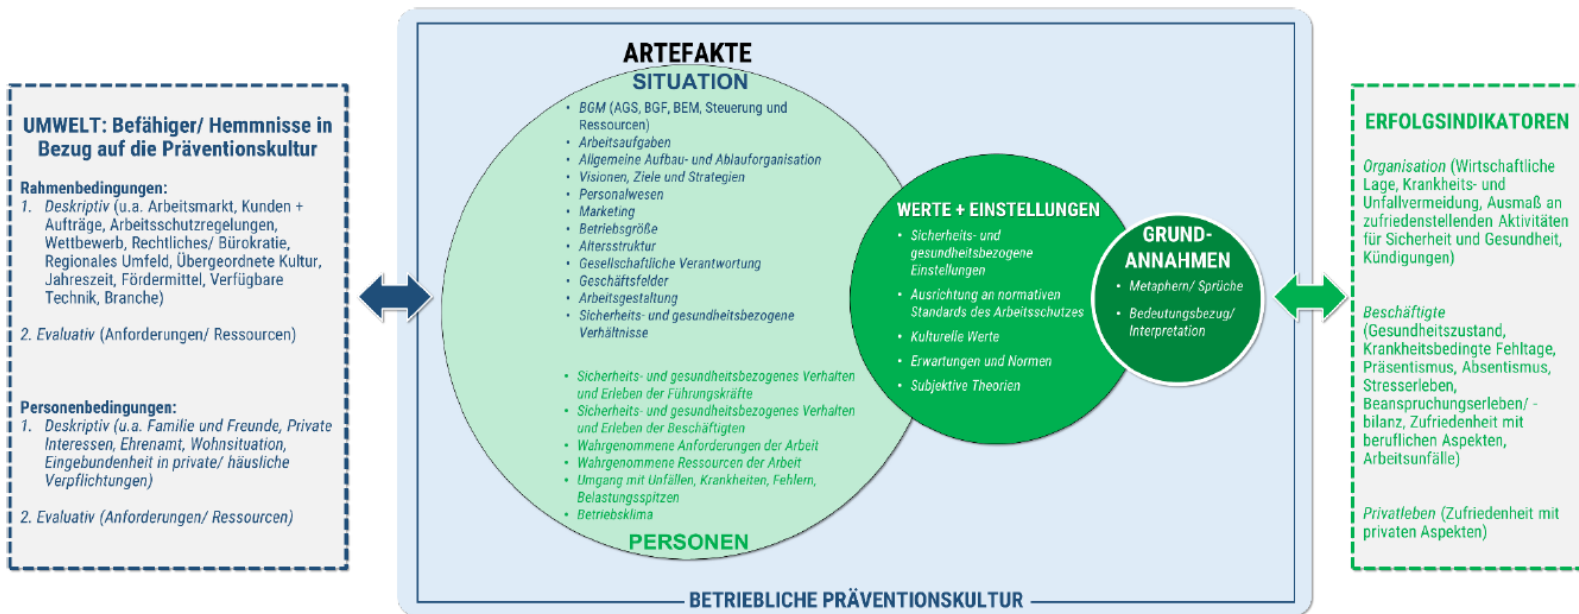 UMWELT: Befähiger/ Hemmnisse in
Bezug auf die Präventionskultur
Rahmenbedingungen:
1. Deskriptiv (u.a. Arbeitsmarkt, Kunden +
Aufträge, Arbeitsschutzregelungen,
Wettbewerb, Rechtliches/ Bürokratie,
Regionales Umfeld, Übergeordnete Kultur,
Jahreszeit, Fördermittel, Verfügbare
Technik, Branche)
2. Evaluativ (Anforderungen/ Ressourcen)
Personenbedingungen:
1. Deskriptiv (u.a. Familie und Freunde, Private
Interessen, Ehrenamt, Wohnsituation,
Eingebundenheit in private/ häusliche
Verpflichtungen)
2. Evaluativ (Anforderungen/ Ressourcen)
ARTEFAKTE
SITUATION
• BGM (AGS, BGF, BEM, Steuerung und
Ressourcen)
• Arbeitsaufgaben
• Allgemeine Aufbau- und Ablauforganisation
• Visionen, Ziele und Strategien
• Personalwesen
• Marketing
• Betriebsgröße
• Altersstruktur
• Gesellschaftliche Verantwortung
• Geschäftsfelder
• Arbeitsgestaltung
• Sicherheits- und gesundheitsbezogene
Verhältnisse
• Sicherheits- und gesundheitsbezogenes Verhalten
und Erleben der Führungskräfte
• Sicherheits- und gesundheitsbezogenes Verhalten
und Erleben der Beschäftigten
• Wahrgenommene Anforderungen der Arbeit
• Wahrgenommene Ressourcen der Arbeit
• Umgang mit Unfällen, Krankheiten, Fehlern,
Belastungsspitzen
• Betriebsklima
PERSONEN
WERTE + EINSTELLUNGEN
• Sicherheits- und
gesundheitsbezogene
Einstellungen
• Ausrichtung an normativen
Standards des Arbeitsschutzes
• Kulturelle Werte
• Erwartungen und Normen
• Subjektive Theorien
GRUND-
ANNAHMEN
• Metaphern/ Sprüche
• Bedeutungsbezug/
Interpretation
BETRIEBLICHE PRÄVENTIONSKULTUR
ERFOLGSINDIKATOREN
Organisation (Wirtschaftliche
Lage, Krankheits- und
Unfallvermeidung, Ausmaß an
zufriedenstellenden Aktivitäten
für Sicherheit und Gesundheit,
Kündigungen)
Beschäftigte
(Gesundheitszustand,
Krankheitsbedingte Fehltage,
Präsentismus, Absentismus,
Stresserleben,
Beanspruchungserleben/ -
bilanz, Zufriedenheit mit
beruflichen Aspekten,
Arbeitsunfälle)
Privatleben (Zufriedenheit mit
privaten Aspekten)